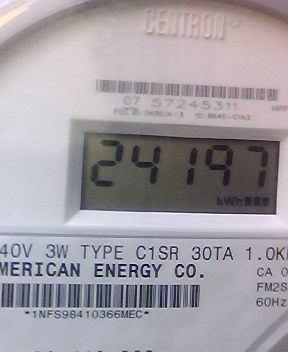 CENTRON®
07 57245311
24197
kWh
40V 3W TYPE C1SR 30TA 1.0K
MERICAN ENERGY CO.
CA 0
FM2S
60Hz
*1NFS98410366MEC*